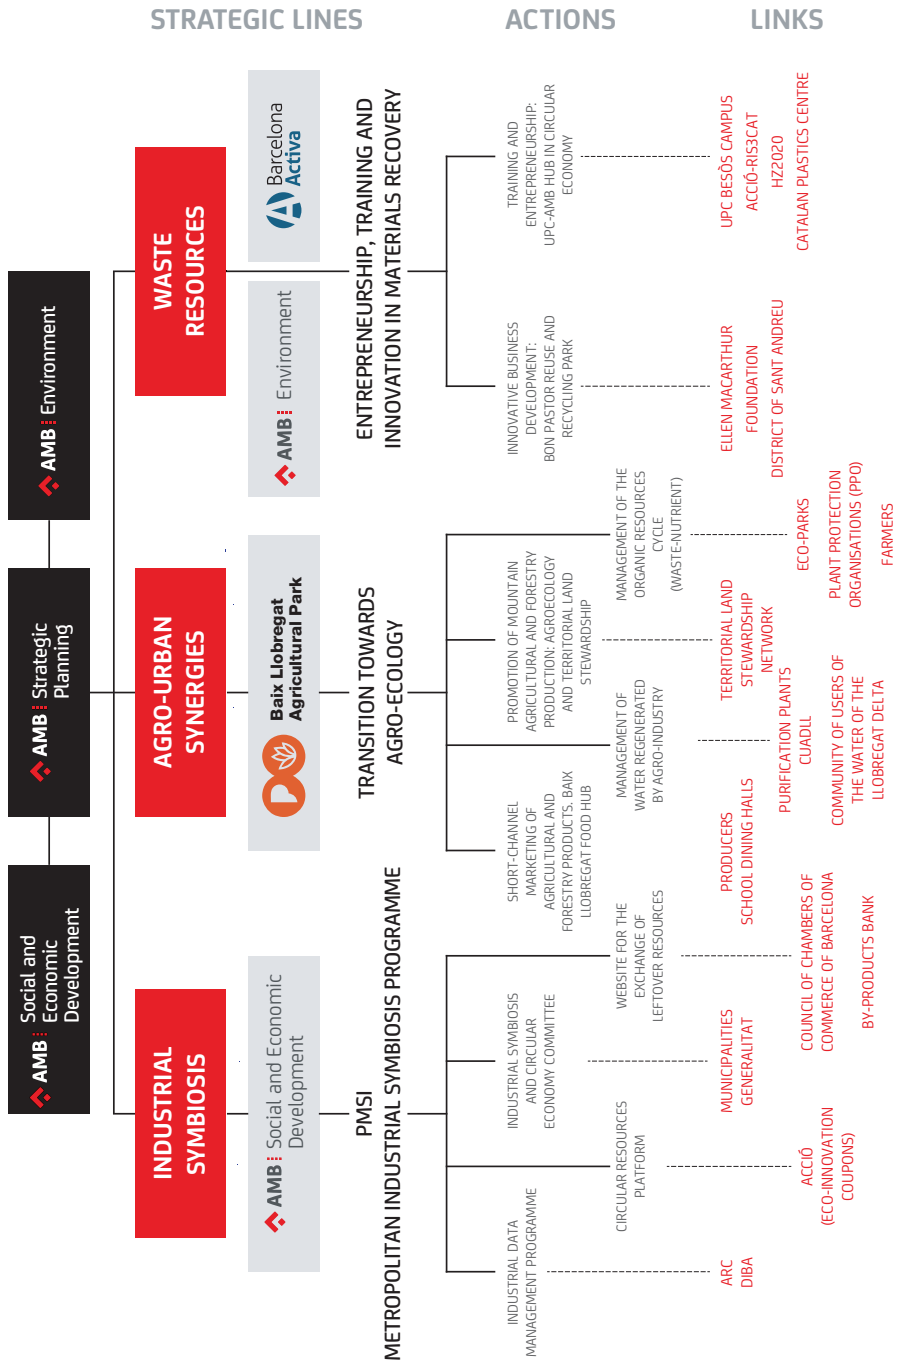 STRATEGIC LINES
ACTIONS
LINKS
AMB Social and
Economic
Development
AMB Strategic
Planning
AMB Environment
INDUSTRIAL
SYMBIOSIS
AMB Social and Economic
Development
PMSI
METROPOLITAN INDUSTRIAL SYMBIOSIS PROGRAMME
INDUSTRIAL DATA
MANAGEMENT PROGRAMME
ARC
DIBA
CIRCULAR RESOURCES
PLATFORM
ACCIÓ
(ECO-INNOVATION
COUPONS)
INDUSTRIAL SYMBIOSIS
AND CIRCULAR
ECONOMY COMMITTEE
MUNICIPALITIES
GENERALITAT
WEBSITE FOR THE
EXCHANGE OF
LEFTOVER RESOURCES
COUNCIL OF CHAMBERS OF
COMMERCE OF BARCELONA
BY-PRODUCTS BANK
AGRO-URBAN
SYNERGIES
Baix Llobregat
Agricultural Park
TRANSITION TOWARDS
AGRO-ECOLOGY
SHORT-CHANNEL
MARKETING OF
AGRICULTURAL AND
FORESTRY PRODUCTS. BAIX
LLOBREGAT FOOD HUB
PRODUCERS
SCHOOL DINING HALLS
MANAGEMENT OF
WATER REGENERATED
BY AGRO-INDUSTRY
PURIFICATION PLANTS
CUADLL
COMMUNITY OF USERS OF
THE WATER OF THE
LLOBREGAT DELTA
PROMOTION OF MOUNTAIN
AGRICULTURAL AND FORESTRY
PRODUCTION: AGROECOLOGY
AND TERRITORIAL LAND
STEWARDSHIP
TERRITORIAL LAND
STEWARDSHIP
NETWORK
MANAGEMENT OF THE
ORGANIC RESOURCES
CYCLE
(WASTE-NUTRIENT)
ECO-PARKS
PLANT PROTECTION
ORGANISATIONS (PPO)
FARMERS
WASTE
RESOURCES
AMB Environment
Barcelona
Activa
ENTREPRENEURSHIP, TRAINING AND
INNOVATION IN MATERIALS RECOVERY
INNOVATIVE BUSINESS
DEVELOPMENT:
BON PASTOR REUSE AND
RECYCLING PARK
ELLEN MACARTHUR
FOUNDATION
DISTRICT OF SANT ANDREU
TRAINING AND
ENTREPRENEURSHIP:
UPC-AMB HUB IN CIRCULAR
ECONOMY
UPC BESÒS CAMPUS
ACCIÓ-RIS3CAT
HZ2020
CATALAN PLASTICS CENTRE